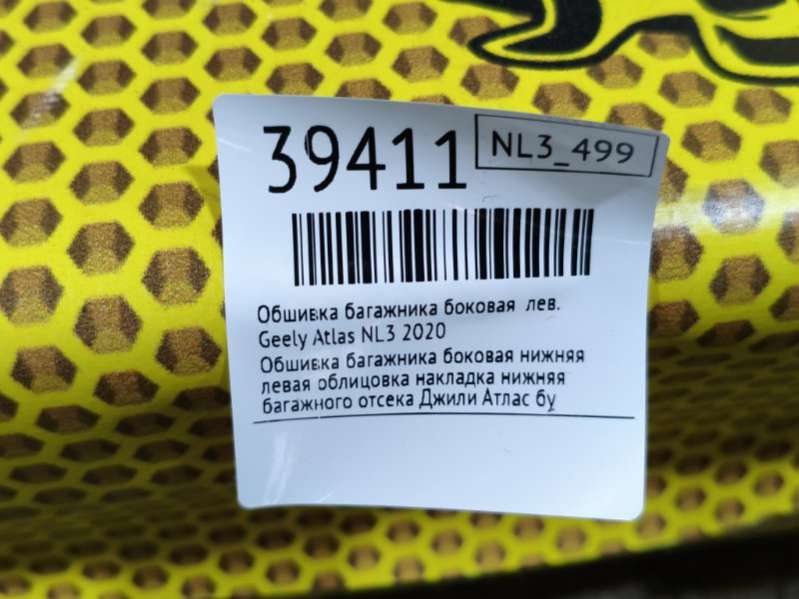 39411
NL3_499
Обшивка багажника боковая лев.
Geely Atlas NL3 2020
Обшивка багажника боковая нижняя
левая облицовка накладка нижняя
багажного отсека Джили Атлас бу